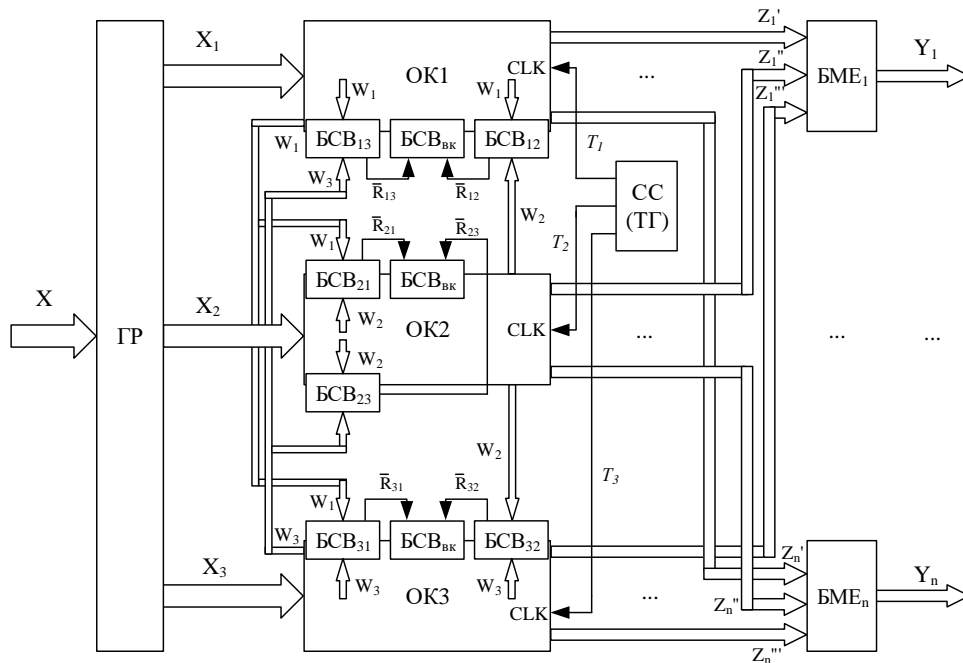 X
ГР
X₁
X₂
X₃
ОК1
CLK
W₁
W₁
W₁
БСВ₁₃
БСВвк
БСВ₁₂
W₃
R̅₁₃
R̅₁₂
W₂
T₁
T₂
T₃
СС
(ТГ)
W₁
R̅₂₁
R̅₂₃
БСВ₂₁
БСВвк
W₂
ОК2
CLK
W₂
БСВ₂₃
W₂
W₁
R̅₃₁
R̅₃₂
W₃
БСВ₃₁
БСВвк
БСВ₃₂
W₃
W₃
ОК3
CLK
Z₁'
Z₁''
Z₁'''
...
БМЕ₁
Y₁
...
...
...
...
Zₙ'
Zₙ''
Zₙ'''
БМЕₙ
Yₙ